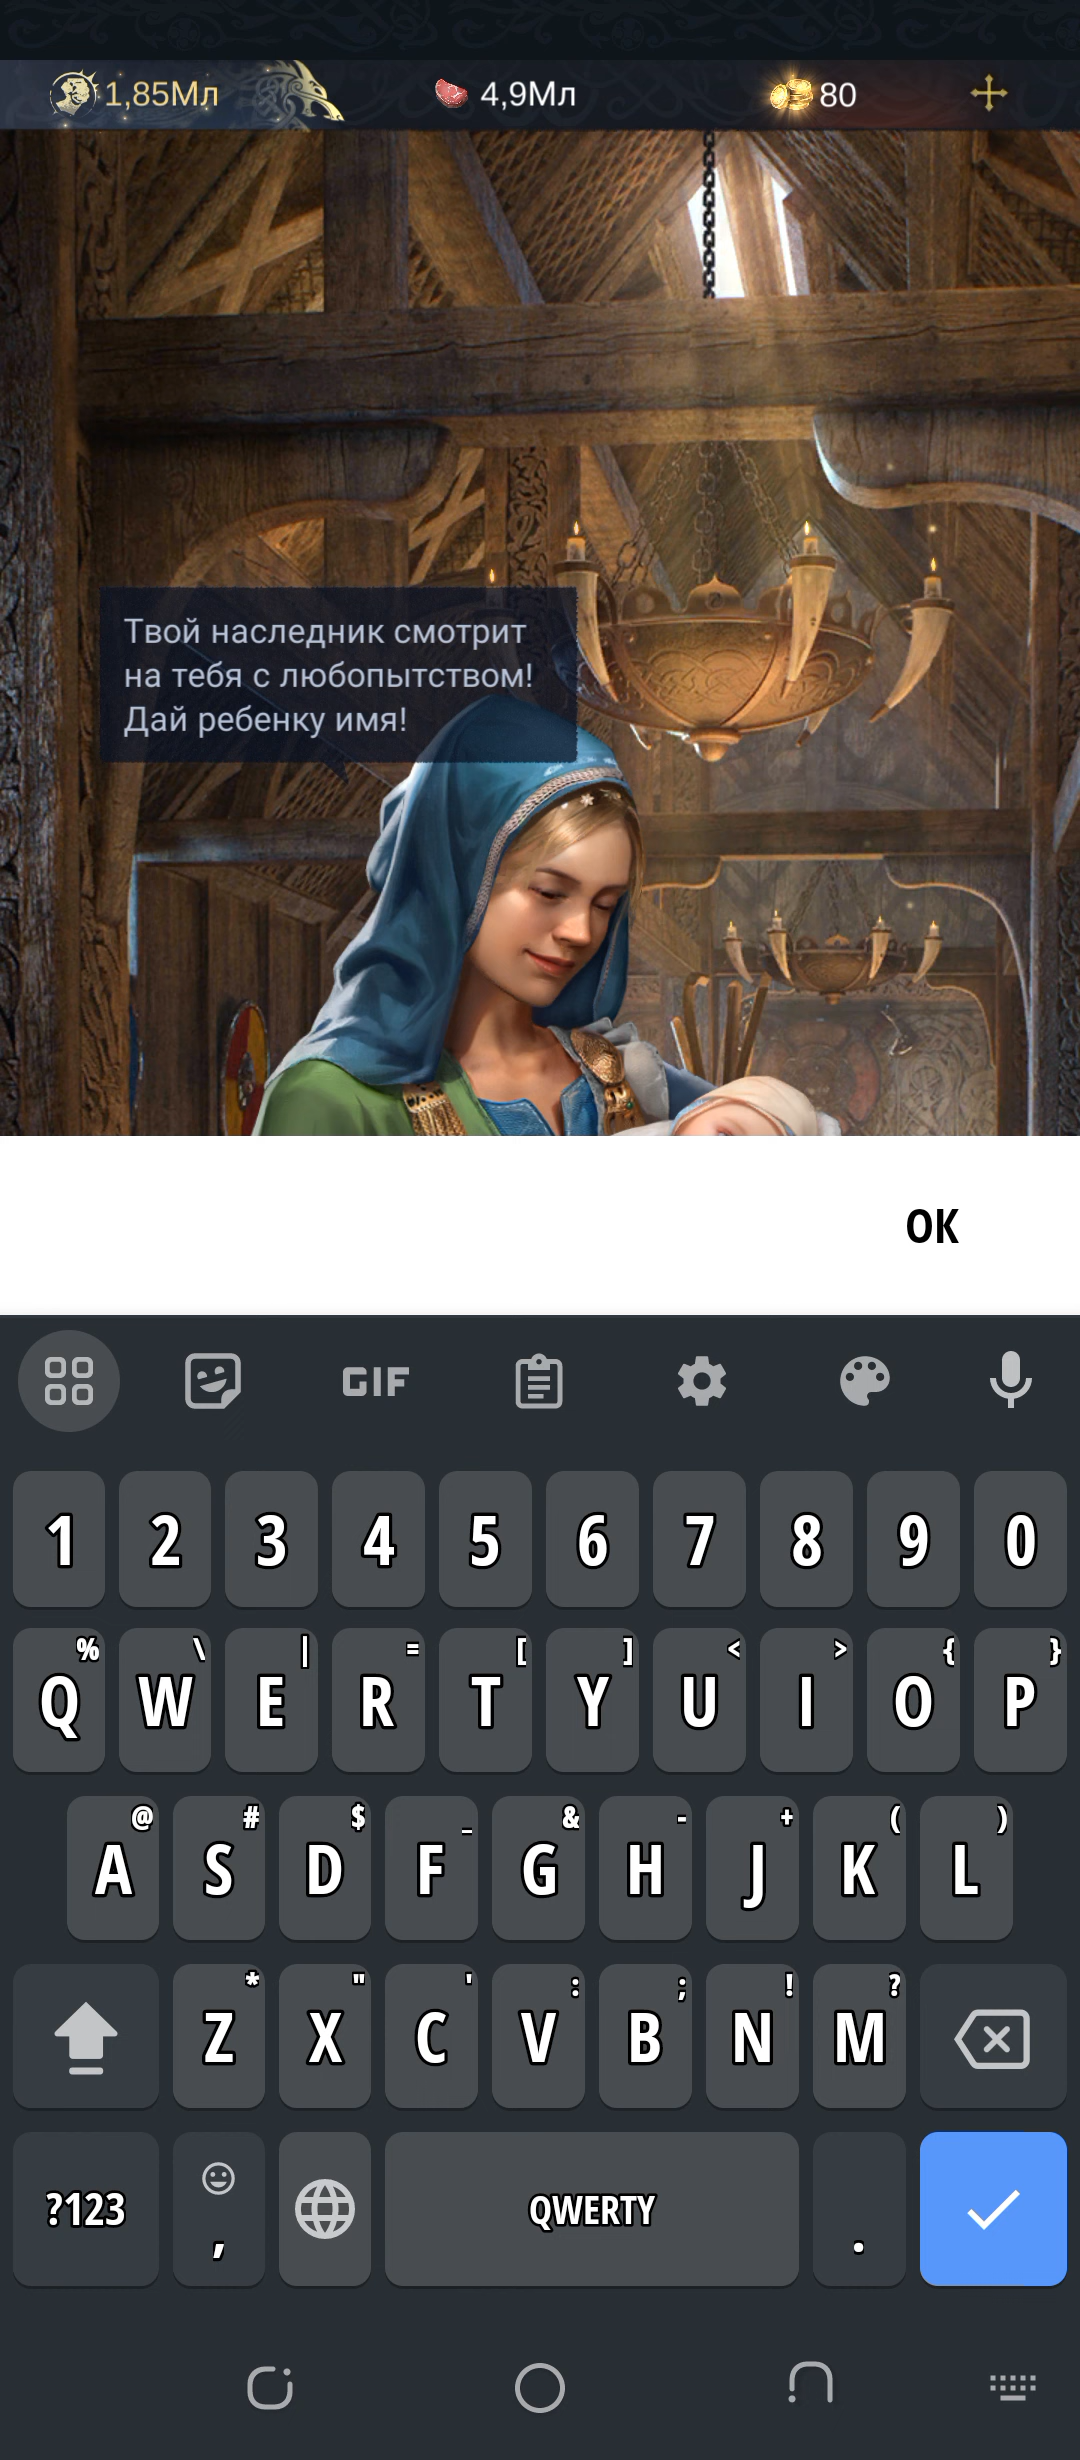 1,85Мл 4,9Мл 80
Твой наследник смотрит
на тебя с любопытством!
Дай ребенку имя!
OK
GIF
1 2 3 4 5 6 7 8 9 0
% \ | = [ ] < > { }
Q W E R T Y U I O P
@ # $ _ & - + ( )
A S D F G H J K L
* " ' : ; ! ?
Z X C V B N M
?123 , QWERTY .